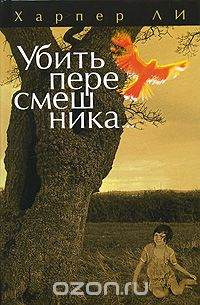 Харпер ЛИ
Убить
пере
смеш
ника...
ozon.ru